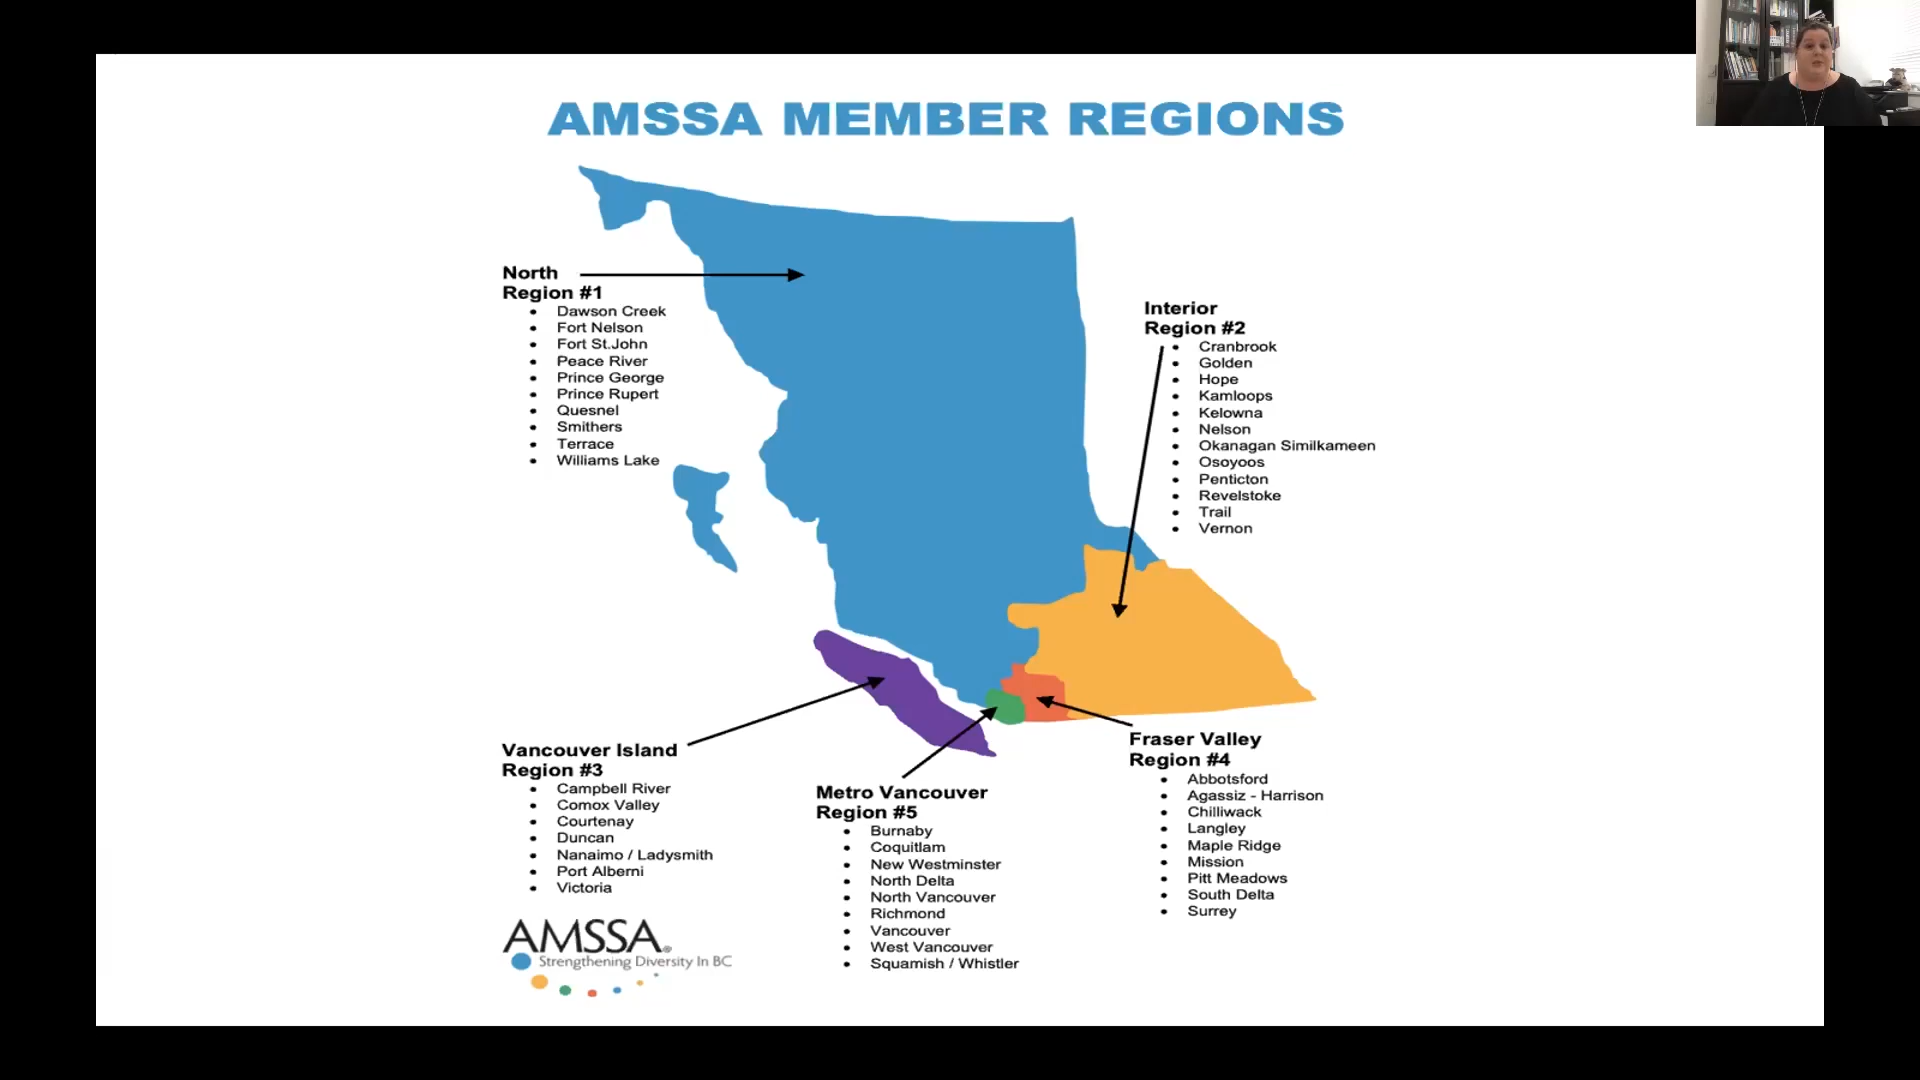 AMSSA MEMBER REGIONS
North
Region #1
• Dawson Creek
• Fort Nelson
• Fort St.John
• Peace River
• Prince George
• Prince Rupert
• Quesnel
• Smithers
• Terrace
• Williams Lake
Interior
Region #2
• Cranbrook
• Golden
• Hope
• Kamloops
• Kelowna
• Nelson
• Okanagan Similkameen
• Osoyoos
• Penticton
• Revelstoke
• Trail
• Vernon
Vancouver Island
Region #3
• Campbell River
• Comox Valley
• Courtenay
• Duncan
• Nanaimo / Ladysmith
• Port Alberni
• Victoria
Metro Vancouver
Region #5
• Burnaby
• Coquitlam
• New Westminster
• North Delta
• North Vancouver
• Richmond
• Vancouver
• West Vancouver
• Squamish / Whistler
Fraser Valley
Region #4
• Abbotsford
• Agassiz - Harrison
• Chilliwack
• Langley
• Maple Ridge
• Mission
• Pitt Meadows
• South Delta
• Surrey
AMSSA®
Strengthening Diversity In BC